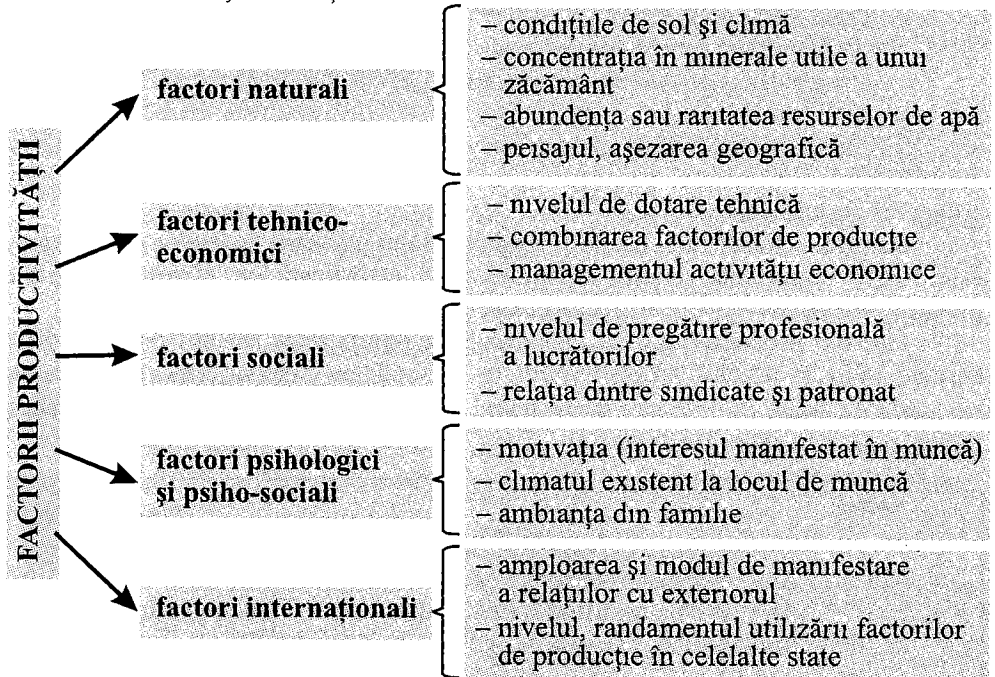 FACTORII PRODUCTIVITĂȚII
factori naturali
– condițiile de sol și climă
– concentrația în minerale utile a unui
zăcământ
– abundența sau raritatea resurselor de apă
– peisajul, așezarea geografică
factori tehnico-
economici
– nivelul de dotare tehnică
– combinarea factorilor de producție
– managementul activității economice
factori sociali
– nivelul de pregătire profesională
a lucrătorilor
– relația dintre sindicate și patronat
factori psihologici
și psiho-sociali
– motivația (interesul manifestat în muncă)
– climatul existent la locul de muncă
– ambianța din familie
factori internaționali
– amploarea și modul de manifestare
a relațiilor cu exteriorul
– nivelul, randamentul utilizării factorilor
de producție în celelalte state